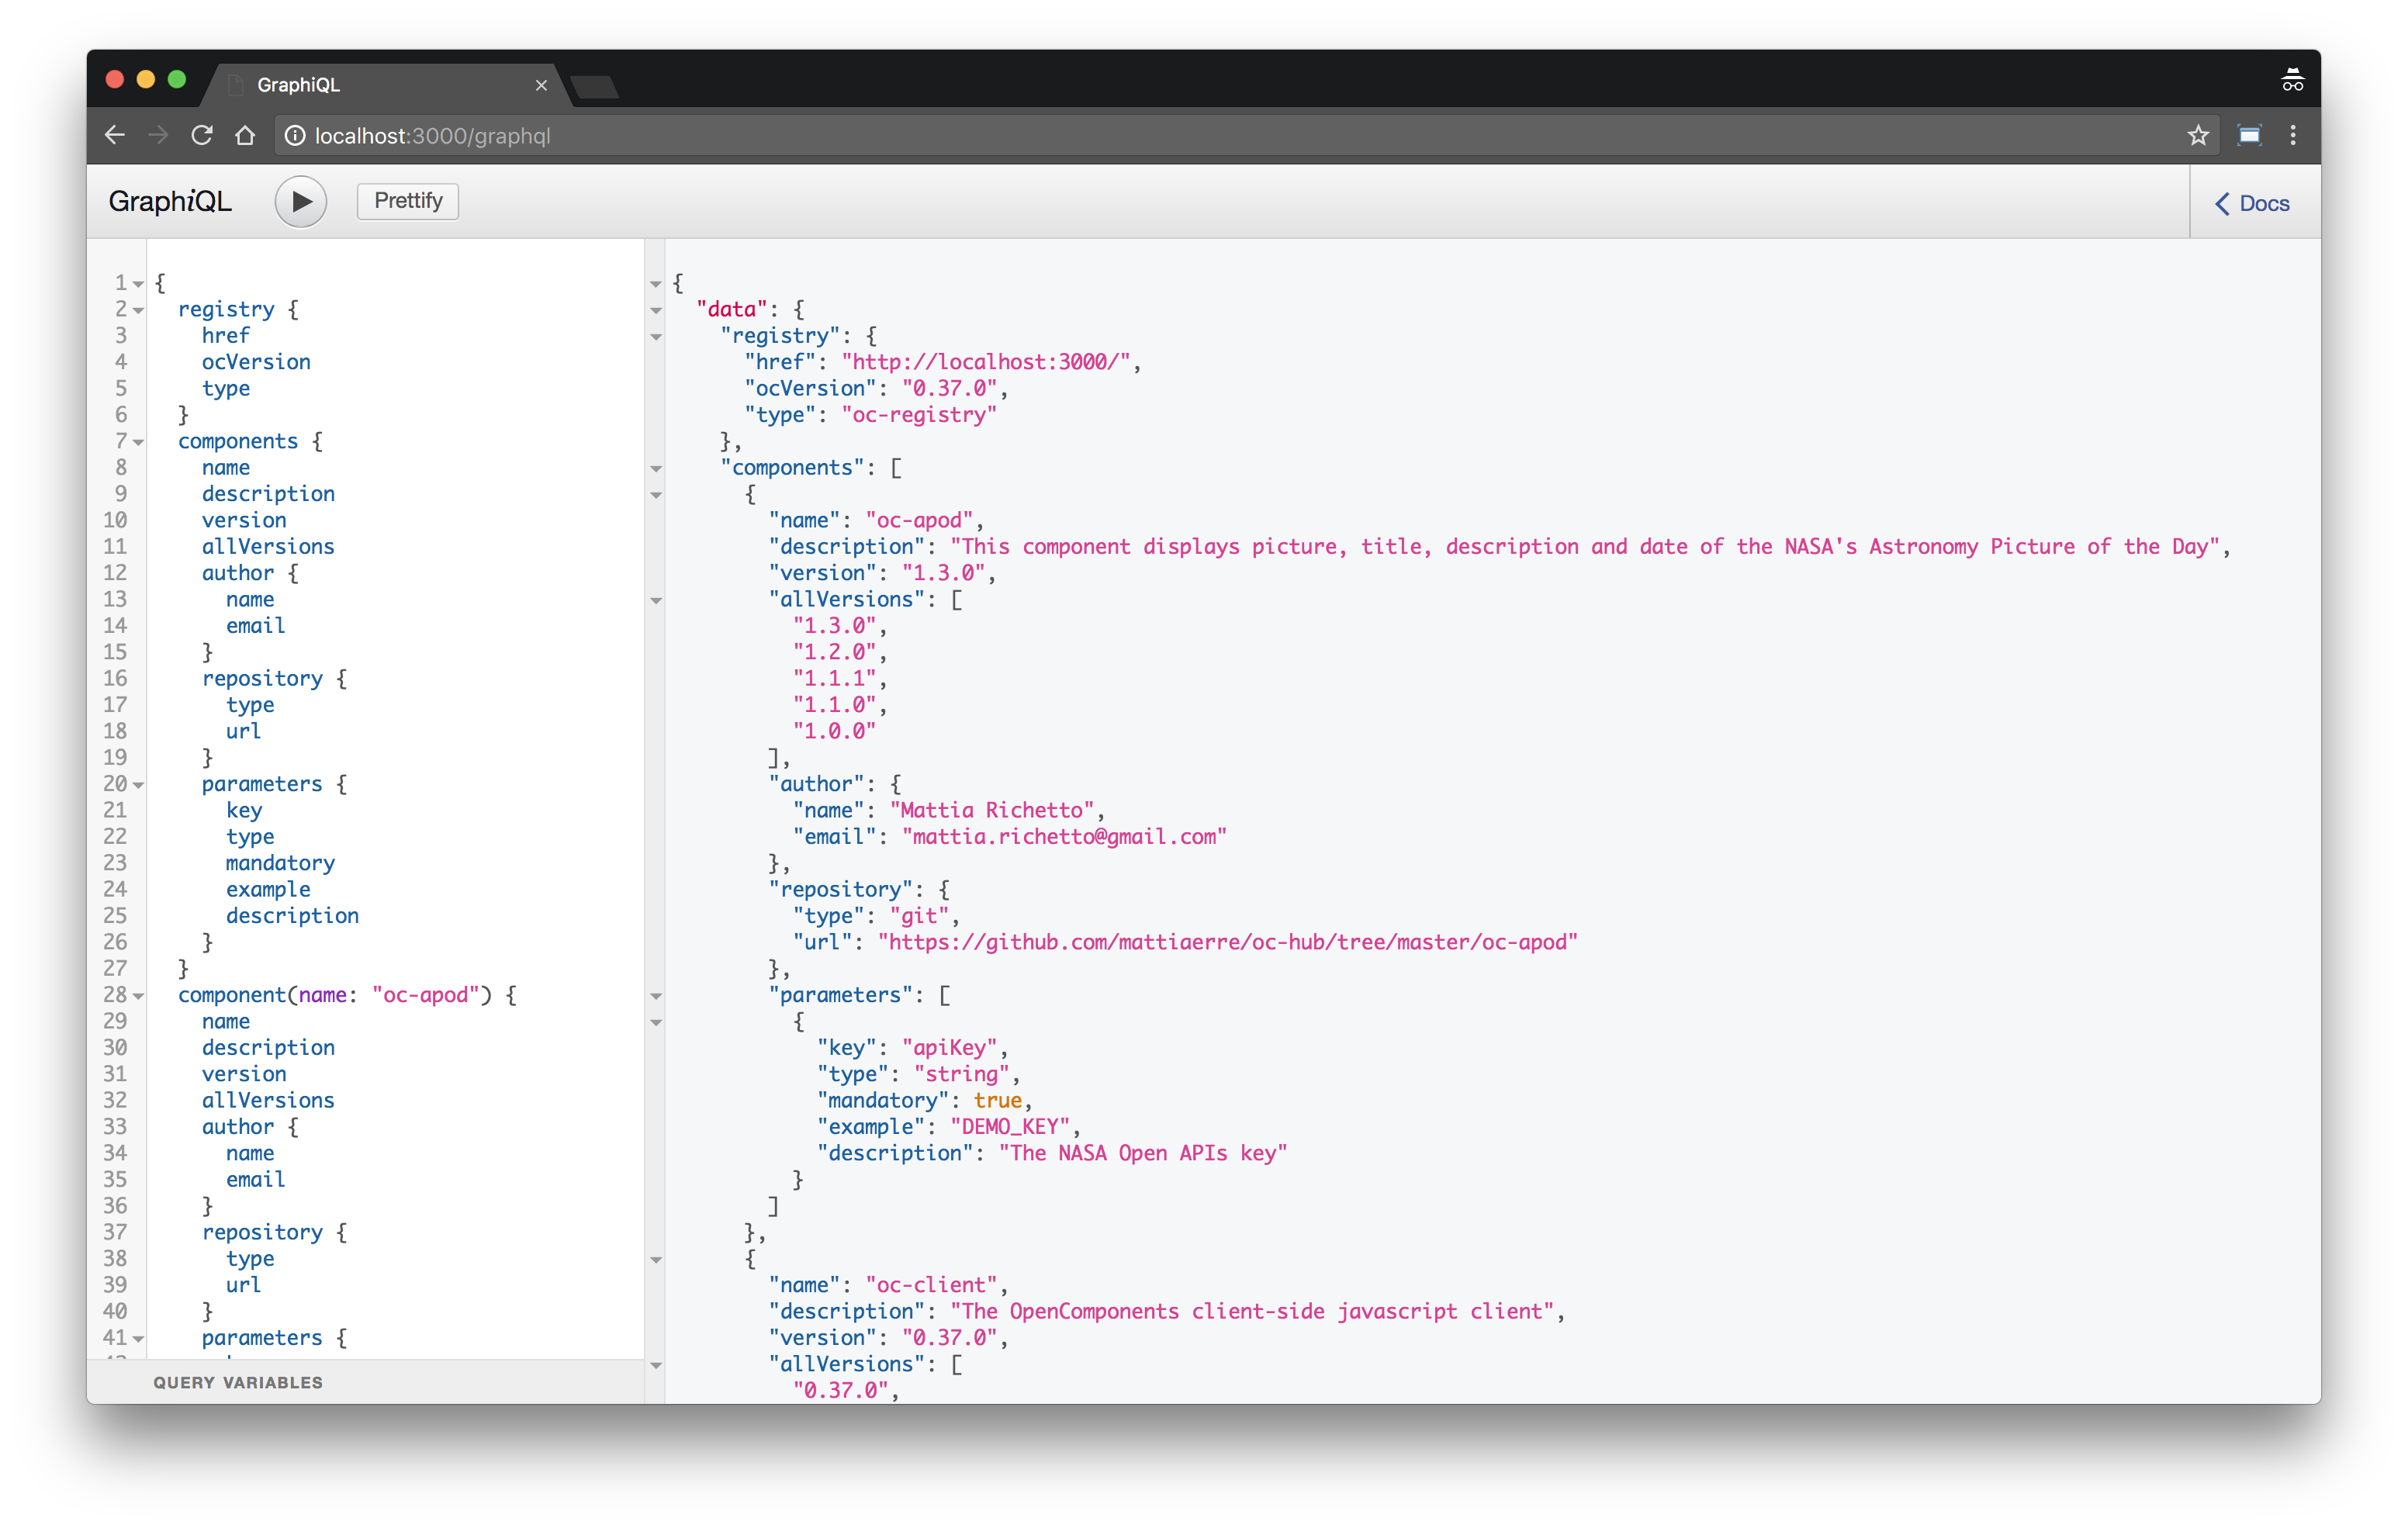 GraphiQL
localhost:3000/graphql
GraphiQL
Prettify
Docs
1 {
2 registry {
3 href
4 ocVersion
5 type
6 }
7 components {
8 name
9 description
10 version
11 allVersions
12 author {
13 name
14 email
15 }
16 repository {
17 type
18 url
19 }
20 parameters {
21 key
22 type
23 mandatory
24 example
25 description
26 }
27 }
28 component(name: "oc-apod") {
29 name
30 description
31 version
32 allVersions
33 author {
34 name
35 email
36 }
37 repository {
38 type
39 url
40 }
41 parameters {
QUERY VARIABLES
{
"data": {
"registry": {
"href": "http://localhost:3000/",
"ocVersion": "0.37.0",
"type": "oc-registry"
},
"components": [
{
"name": "oc-apod",
"description": "This component displays picture, title, description and date of the NASA's Astronomy Picture of the Day",
"version": "1.3.0",
"allVersions": [
"1.3.0",
"1.2.0",
"1.1.1",
"1.1.0",
"1.0.0"
],
"author": {
"name": "Mattia Richetto",
"email": "mattia.richetto@gmail.com"
},
"repository": {
"type": "git",
"url": "https://github.com/mattiaerre/oc-hub/tree/master/oc-apod"
},
"parameters": [
{
"key": "apiKey",
"type": "string",
"mandatory": true,
"example": "DEMO_KEY",
"description": "The NASA Open APIs key"
}
]
},
{
"name": "oc-client",
"description": "The OpenComponents client-side javascript client",
"version": "0.37.0",
"allVersions": [
"0.37.0",